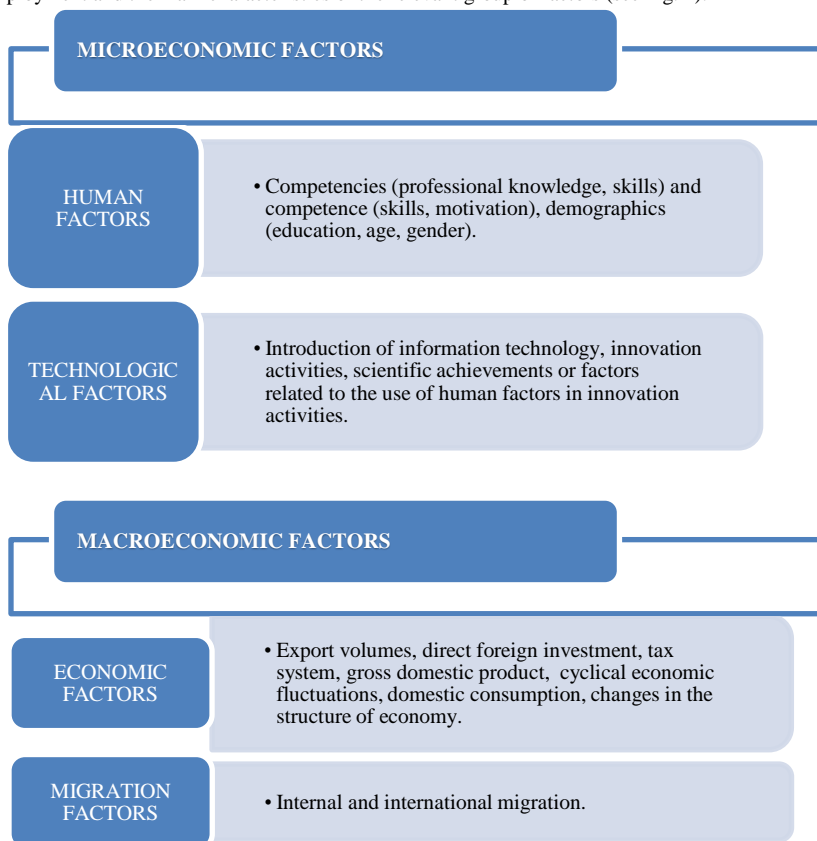 MICROECONOMIC FACTORS
HUMAN
FACTORS
• Competencies (professional knowledge, skills) and
competence (skills, motivation), demographics
(education, age, gender).
TECHNOLOGIC
AL FACTORS
• Introduction of information technology, innovation
activities, scientific achievements or factors
related to the use of human factors in innovation
activities.
MACROECONOMIC FACTORS
ECONOMIC
FACTORS
• Export volumes, direct foreign investment, tax
system, gross domestic product, cyclical economic
fluctuations, domestic consumption, changes in the
structure of economy.
MIGRATION
FACTORS
• Internal and international migration.